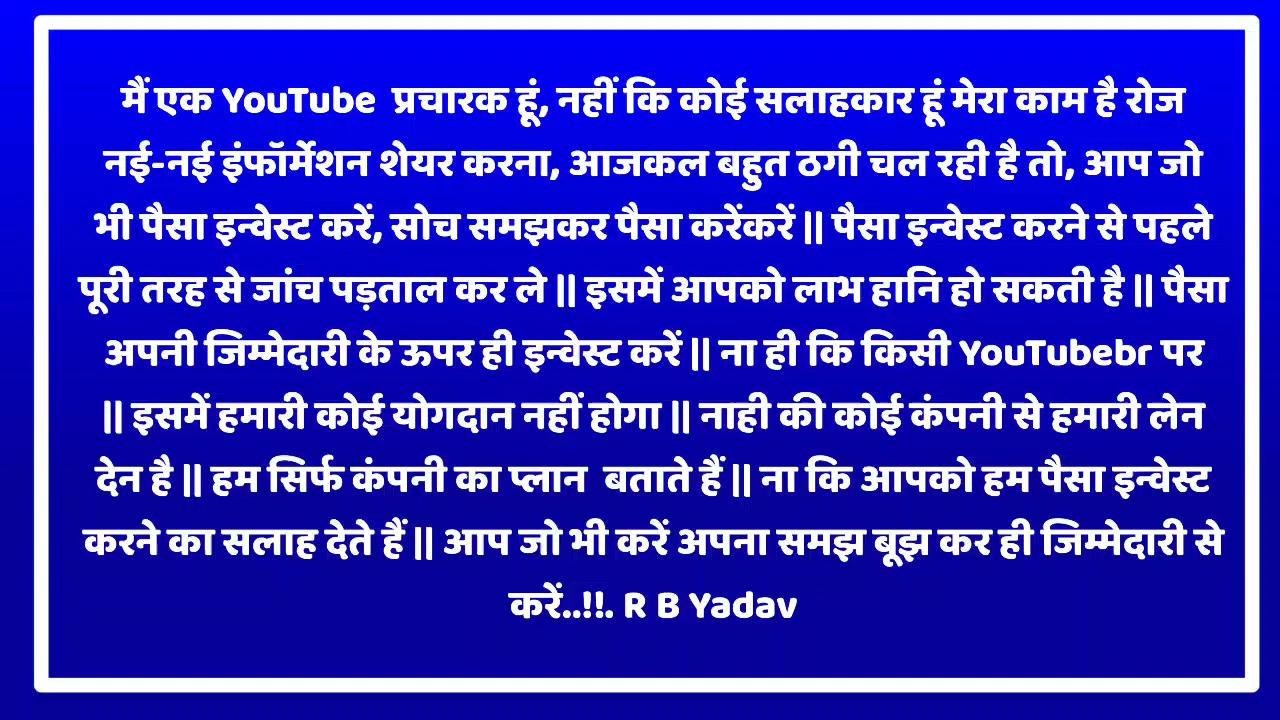 मैं एक YouTube प्रचारक हूं, नहीं कि कोई सलाहकार हूं मेरा काम है रोज
नई-नई इंफॉर्मेशन शेयर करना, आजकल बहुत ठगी चल रही है तो, आप जो
भी पैसा इन्वेस्ट करें, सोच समझकर पैसा करेंकरें || पैसा इन्वेस्ट करने से पहले
पूरी तरह से जांच पड़ताल कर ले || इसमें आपको लाभ हानि हो सकती है || पैसा
अपनी जिम्मेदारी के ऊपर ही इन्वेस्ट करें || ना ही कि किसी YouTubebr पर
|| इसमें हमारी कोई योगदान नहीं होगा || नाही की कोई कंपनी से हमारी लेन
देन है || हम सिर्फ कंपनी का प्लान बताते हैं || ना कि आपको हम पैसा इन्वेस्ट
करने का सलाह देते हैं || आप जो भी करें अपना समझ बूझ कर ही जिम्मेदारी से
करें..!!. R B Yadav